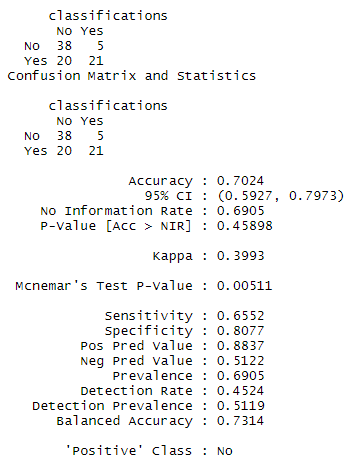 classifications
No Yes
No 38 5
Yes 20 21
Confusion Matrix and Statistics
classifications
No Yes
No 38 5
Yes 20 21
Accuracy : 0.7024
95% CI : (0.5927, 0.7973)
No Information Rate : 0.6905
P-Value [Acc > NIR] : 0.45898
Kappa : 0.3993
Mcnemar's Test P-Value : 0.00511
Sensitivity : 0.6552
Specificity : 0.8077
Pos Pred Value : 0.8837
Neg Pred Value : 0.5122
Prevalence : 0.6905
Detection Rate : 0.4524
Detection Prevalence : 0.5119
Balanced Accuracy : 0.7314
'Positive' Class : No